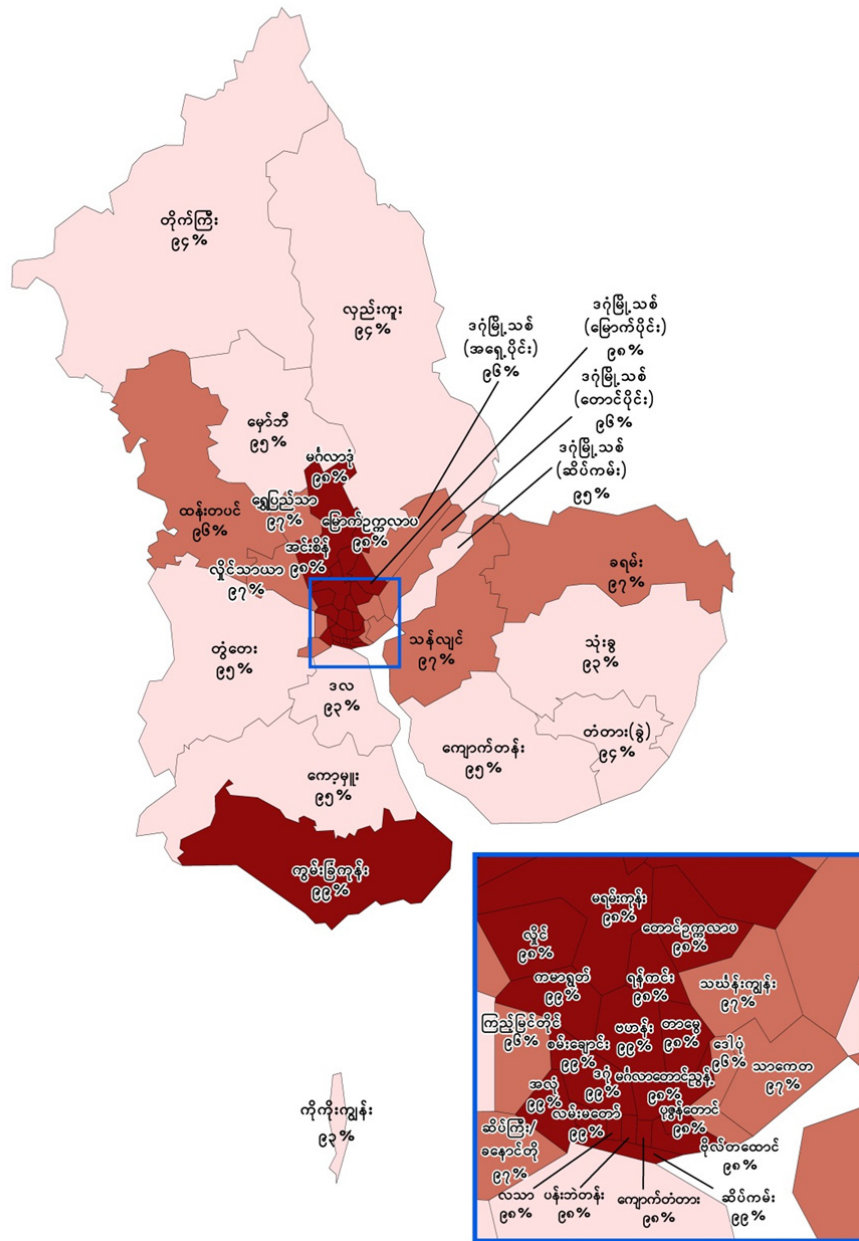 တိုက်ကြီး
၉၄%
လှည်းကူး
၉၄%
ဒဂုံမြို့သစ်
(အရှေ့ပိုင်း)
၉၆%
ဒဂုံမြို့သစ်
(မြောက်ပိုင်း)
၉၈%
ဒဂုံမြို့သစ်
(တောင်ပိုင်း)
၉၆%
ဒဂုံမြို့သစ်
(ဆိပ်ကမ်း)
၉၅%
မှော်ဘီ
၉၅%
မင်္ဂလာဒုံ
၉၈%
ရွှေပြည်သာ
၉၇%
ထန်းတပင်
၉၆%
မြောက်ဥက္ကလာပ
၉၈%
အင်းစိန်
၉၈%
လှိုင်သာယာ
၉၇%
ခရမ်း
၉၇%
သန်လျင်
၉၇%
သုံးခွ
၉၃%
တွံတေး
၉၅%
ဒလ
၉၃%
တံတား(ခွဲ)
၉၄%
ကျောက်တန်း
၉၅%
ကော့မှူး
၉၅%
ကွမ်းခြံကုန်း
၉၉%
ကိုကိုးကျွန်း
၉၃%
မရမ်းကုန်း
၉၈%
တောင်ဥက္ကလာပ
၉၈%
လှိုင်
၉၈%
ကမာရွတ်
၉၉%
ရန်ကင်း
၉၈%
သင်္ဃန်းကျွန်း
၉၇%
ကြည့်မြင်တိုင်
၉၆%
စမ်းချောင်း
၉၉%
ဗဟန်း
၉၉%
တာမွေ
၉၈%
ဒေါပုံ
၉၆%
သာကေတ
၉၇%
အလုံ
၉၉%
ဒဂုံ
၉၉%
မင်္ဂလာတောင်ညွန့်
၉၈%
လမ်းမတော်
၉၉%
ပုဇွန်တောင်
၉၈%
ဆိပ်ကြီး/
ခနောင်တို
၉၇%
ဗိုလ်တထောင်
၉၈%
လသာ
၉၈%
ပန်းဘဲတန်း
၉၈%
ကျောက်တံတား
၉၈%
ဆိပ်ကမ်း
၉၉%